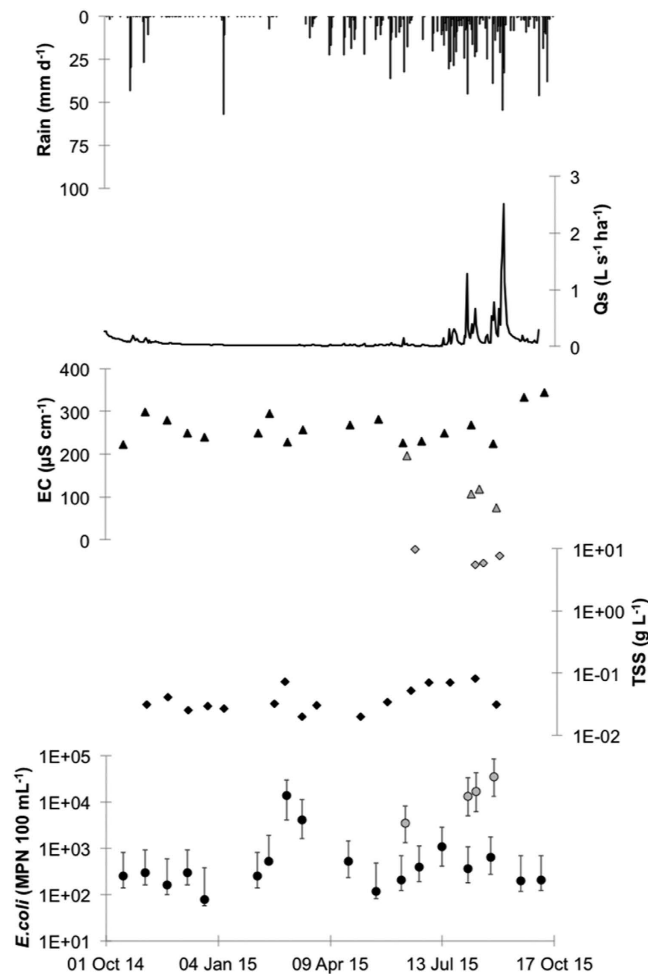 0
25
50
75
100
Rain (mm d⁻¹)
3
2
1
0
Qs (L s⁻¹ ha⁻¹)
400
300
200
100
0
EC (µS cm⁻¹)
1E+01
1E+00
1E-01
1E-02
TSS (g L⁻¹)
1E+05
1E+04
1E+03
1E+02
1E+01
E.coli (MPN 100 mL⁻¹)
01 Oct 14 04 Jan 15 09 Apr 15 13 Jul 15 17 Oct 15